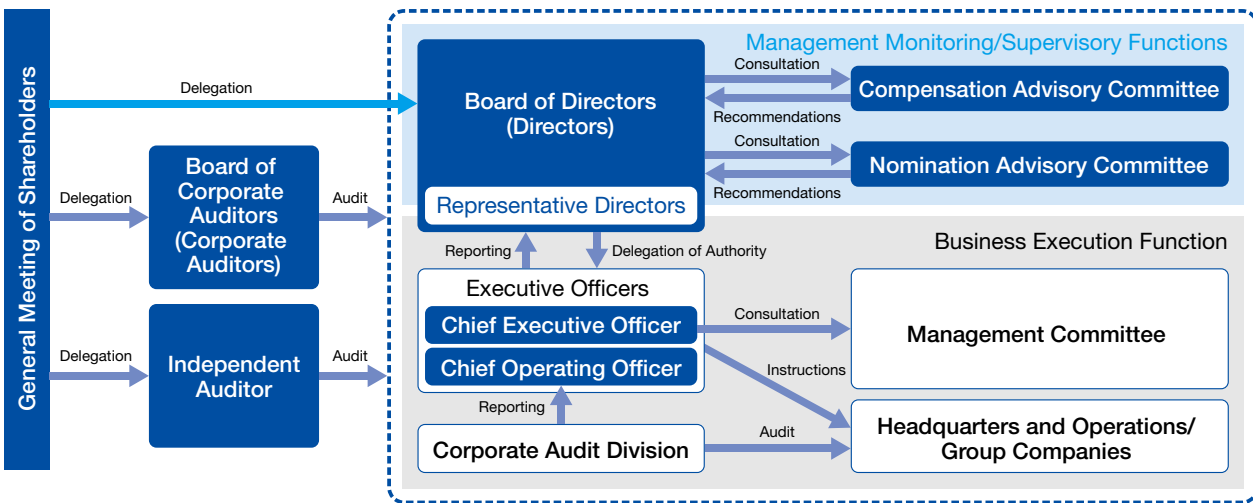 General Meeting of Shareholders
Delegation
Delegation
Board of
Corporate
Auditors
(Corporate
Auditors)
Audit
Delegation
Independent
Auditor
Audit
Management Monitoring/Supervisory Functions
Board of Directors
(Directors)
Representative Directors
Consultation
Compensation Advisory Committee
Recommendations
Consultation
Nomination Advisory Committee
Recommendations
Business Execution Function
Reporting
Delegation of Authority
Executive Officers
Chief Executive Officer
Chief Operating Officer
Consultation
Management Committee
Instructions
Reporting
Corporate Audit Division
Audit
Headquarters and Operations/
Group Companies